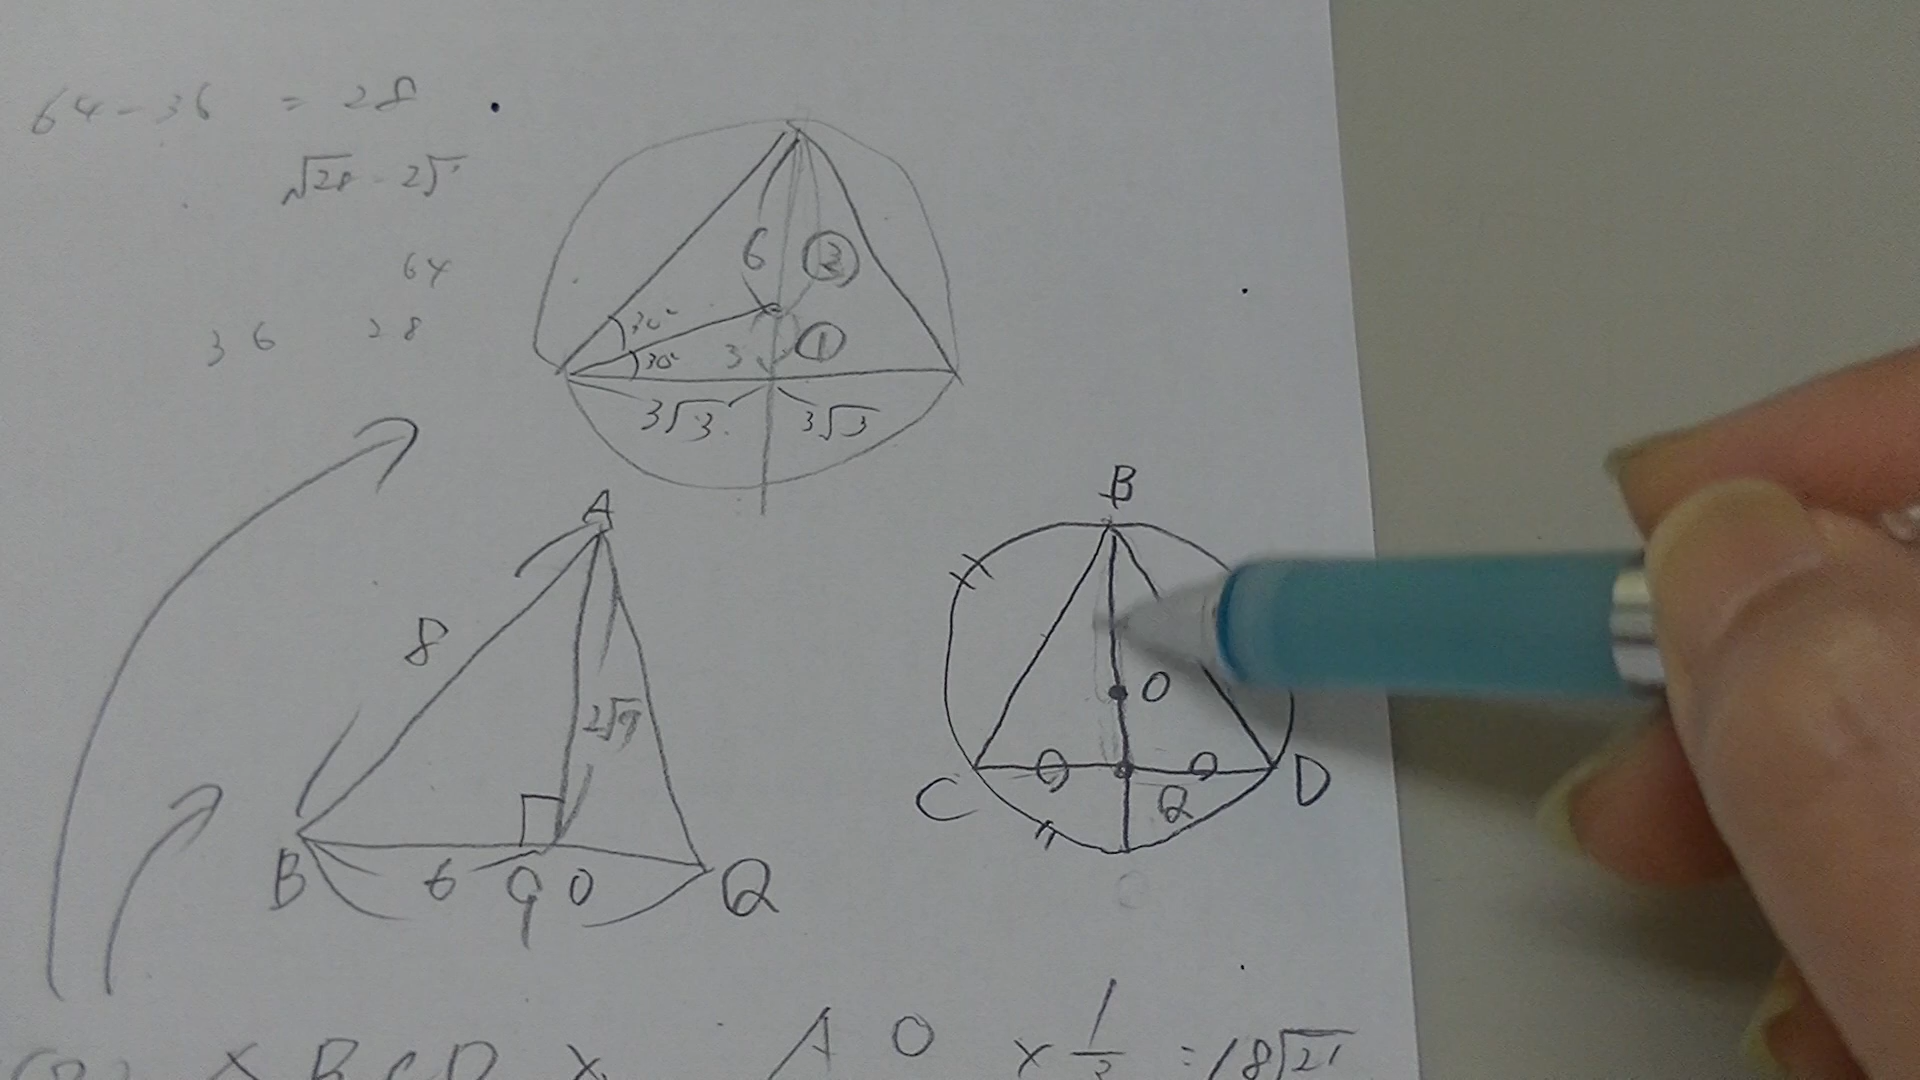 64-36 = 28
√28 - 2√
64
36 28
6 ②
30°
30° 3 ①
3√3 3√3
A
8
2√7
B 6 9 O Q
B
O
C Q D
× BCD × AO × 1/3 = 18√21